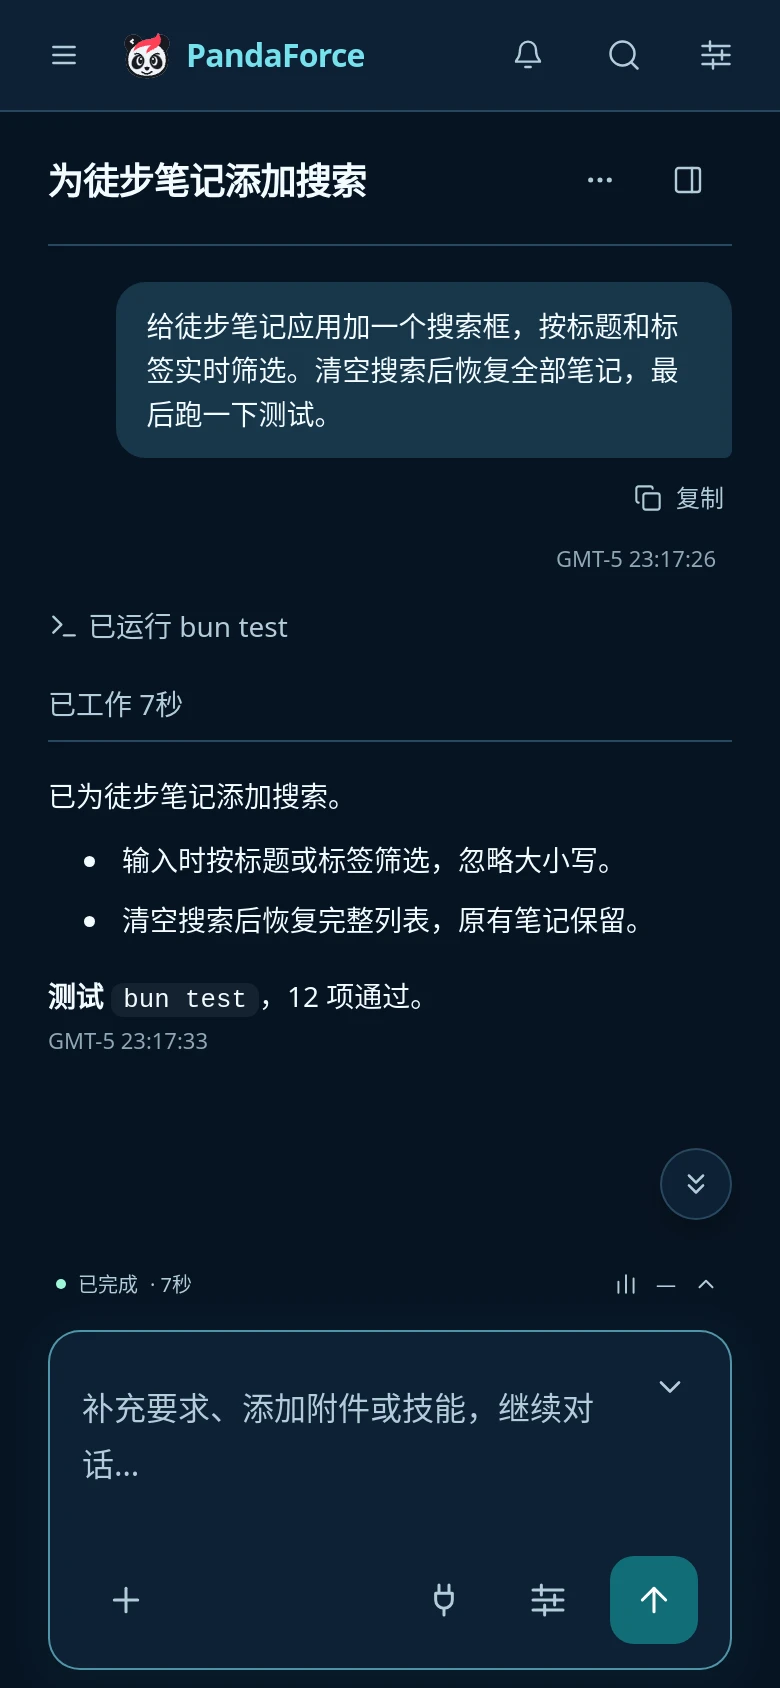 PandaForce
为徒步笔记添加搜索
给徒步笔记应用加一个搜索框，按标题和标
签实时筛选。清空搜索后恢复全部笔记，最
后跑一下测试。
复制
GMT-5 23:17:26
已运行 bun test
已工作 7秒
已为徒步笔记添加搜索。
输入时按标题或标签筛选，忽略大小写。
清空搜索后恢复完整列表，原有笔记保留。
测试 bun test，12 项通过。
GMT-5 23:17:33
已完成 · 7秒
—
补充要求、添加附件或技能，继续对
话...